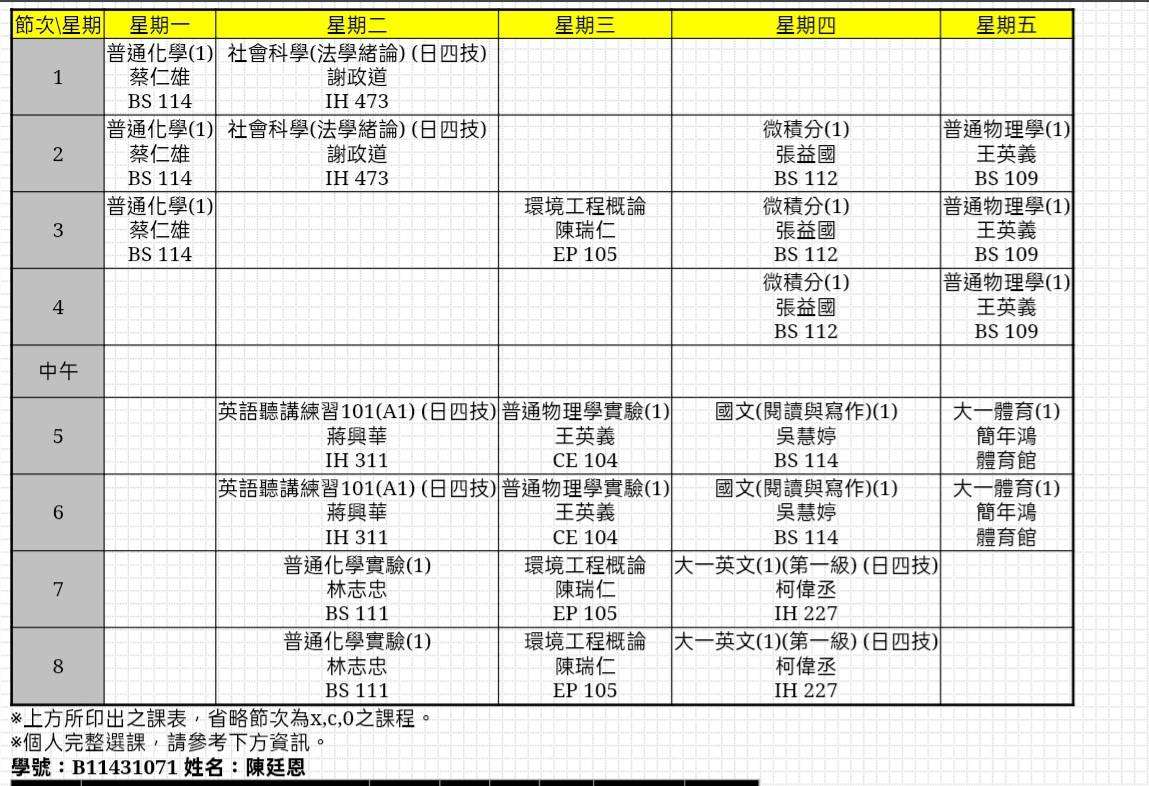 節次\星期 星期一 星期二 星期三 星期四 星期五
1
普通化學(1)
蔡仁雄
BS 114
社會科學(法學緒論) (日四技)
謝政道
IH 473
2
普通化學(1)
蔡仁雄
BS 114
社會科學(法學緒論) (日四技)
謝政道
IH 473
微積分(1)
張益國
BS 112
普通物理學(1)
王英義
BS 109
3
普通化學(1)
蔡仁雄
BS 114
環境工程概論
陳瑞仁
EP 105
微積分(1)
張益國
BS 112
普通物理學(1)
王英義
BS 109
4
微積分(1)
張益國
BS 112
普通物理學(1)
王英義
BS 109
中午
5
英語聽講練習101(A1) (日四技)
蔣興華
IH 311
普通物理學實驗(1)
王英義
CE 104
國文(閱讀與寫作)(1)
吳慧婷
BS 114
大一體育(1)
簡年鴻
體育館
6
英語聽講練習101(A1) (日四技)
蔣興華
IH 311
普通物理學實驗(1)
王英義
CE 104
國文(閱讀與寫作)(1)
吳慧婷
BS 114
大一體育(1)
簡年鴻
體育館
7
普通化學實驗(1)
林志忠
BS 111
環境工程概論
陳瑞仁
EP 105
大一英文(1)(第一級) (日四技)
柯偉丞
IH 227
8
普通化學實驗(1)
林志忠
BS 111
環境工程概論
陳瑞仁
EP 105
大一英文(1)(第一級) (日四技)
柯偉丞
IH 227
※上方所印出之課表，省略節次為x,c,0之課程。
※個人完整選課，請參考下方資訊。
學號：B11431071 姓名：陳廷恩